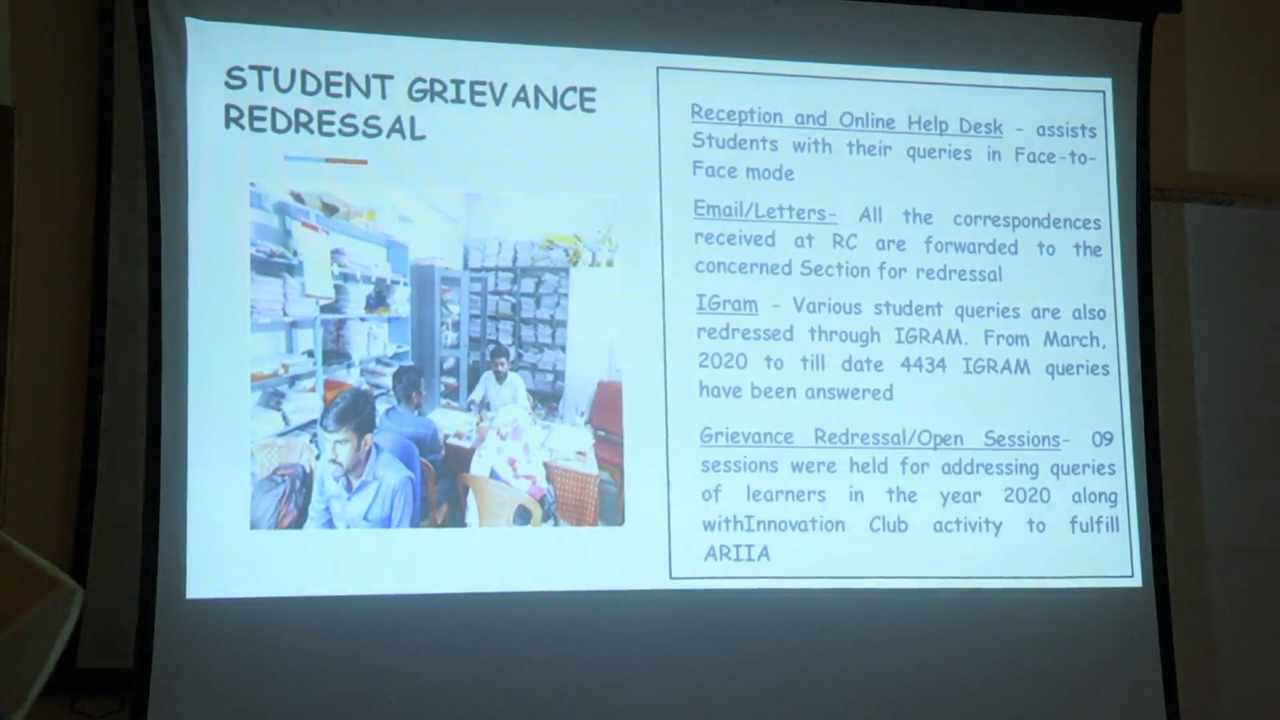 STUDENT GRIEVANCE
REDRESSAL
Reception and Online Help Desk - assists
Students with their queries in Face-to-
Face mode
Email/Letters- All the correspondences
received at RC are forwarded to the
concerned Section for redressal
IGram - Various student queries are also
redressed through IGRAM. From March,
2020 to till date 4434 IGRAM queries
have been answered
Grievance Redressal/Open Sessions- 09
sessions were held for addressing queries
of learners in the year 2020 along
withInnovation Club activity to fulfill
ARIIA